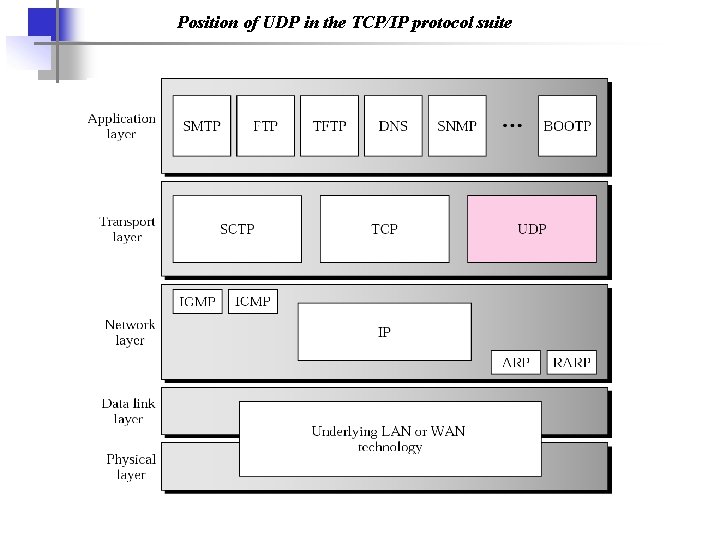 Position of UDP in the TCP/IP protocol suite
Application
layer
SMTP FTP TFTP DNS SNMP ... BOOTP
Transport
layer
SCTP TCP UDP
IGMP ICMP
Network
layer
IP
ARP RARP
Data link
layer
Underlying LAN or WAN
technology
Physical
layer